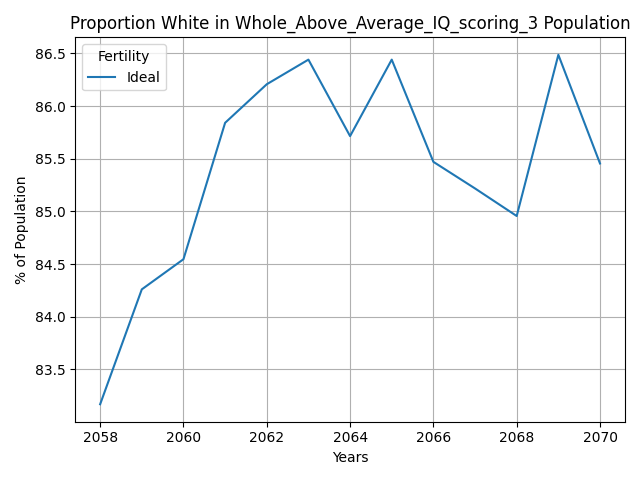 Proportion White in Whole_Above_Average_IQ_scoring_3 Population
Fertility
Ideal
86.5
86.0
85.5
85.0
84.5
84.0
83.5
% of Population
2058 2060 2062 2064 2066 2068 2070
Years